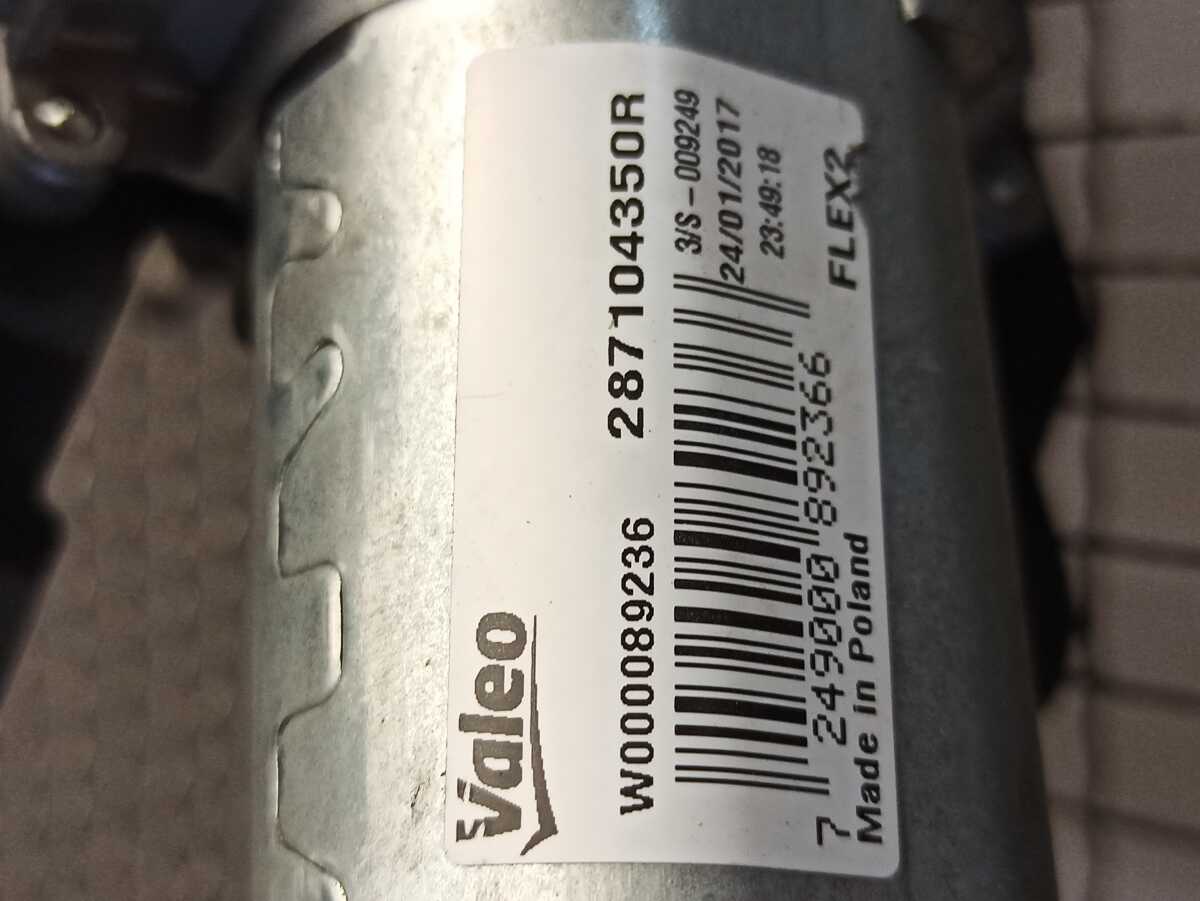 Valeo
W000089236 287104350R
3/S - 009249
24/01/2017
23:49:18
7 249000 892366
Made in Poland FLEX2